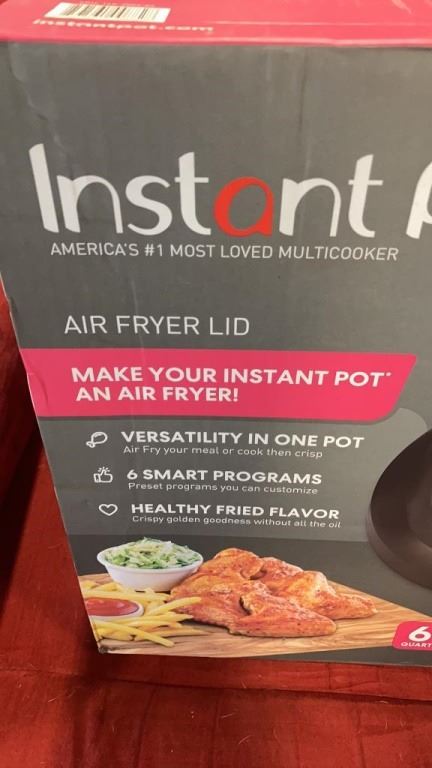 instantpot.com
Instant
AMERICA'S #1 MOST LOVED MULTICOOKER
AIR FRYER LID
MAKE YOUR INSTANT POT*
AN AIR FRYER!
VERSATILITY IN ONE POT
Air Fry your meal or cook then crisp
6 SMART PROGRAMS
Preset programs you can customize
HEALTHY FRIED FLAVOR
Crispy golden goodness without all the oil
6
QUART